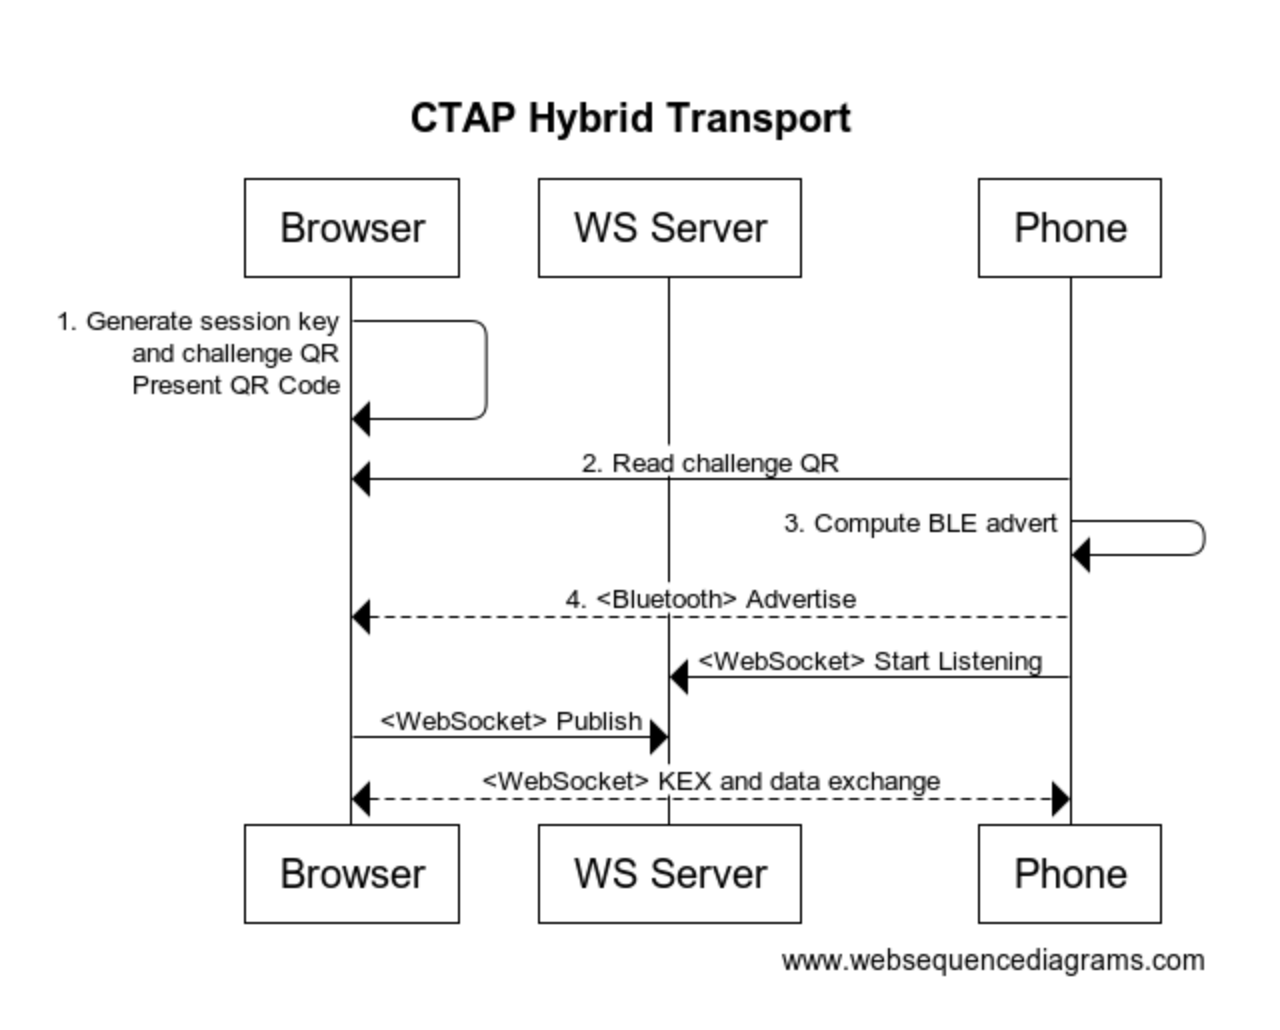 CTAP Hybrid Transport
Browser
WS Server
Phone
1. Generate session key
and challenge QR
Present QR Code
2. Read challenge QR
3. Compute BLE advert
4. <Bluetooth> Advertise
<WebSocket> Start Listening
<WebSocket> Publish
<WebSocket> KEX and data exchange
Browser
WS Server
Phone
www.websequencediagrams.com